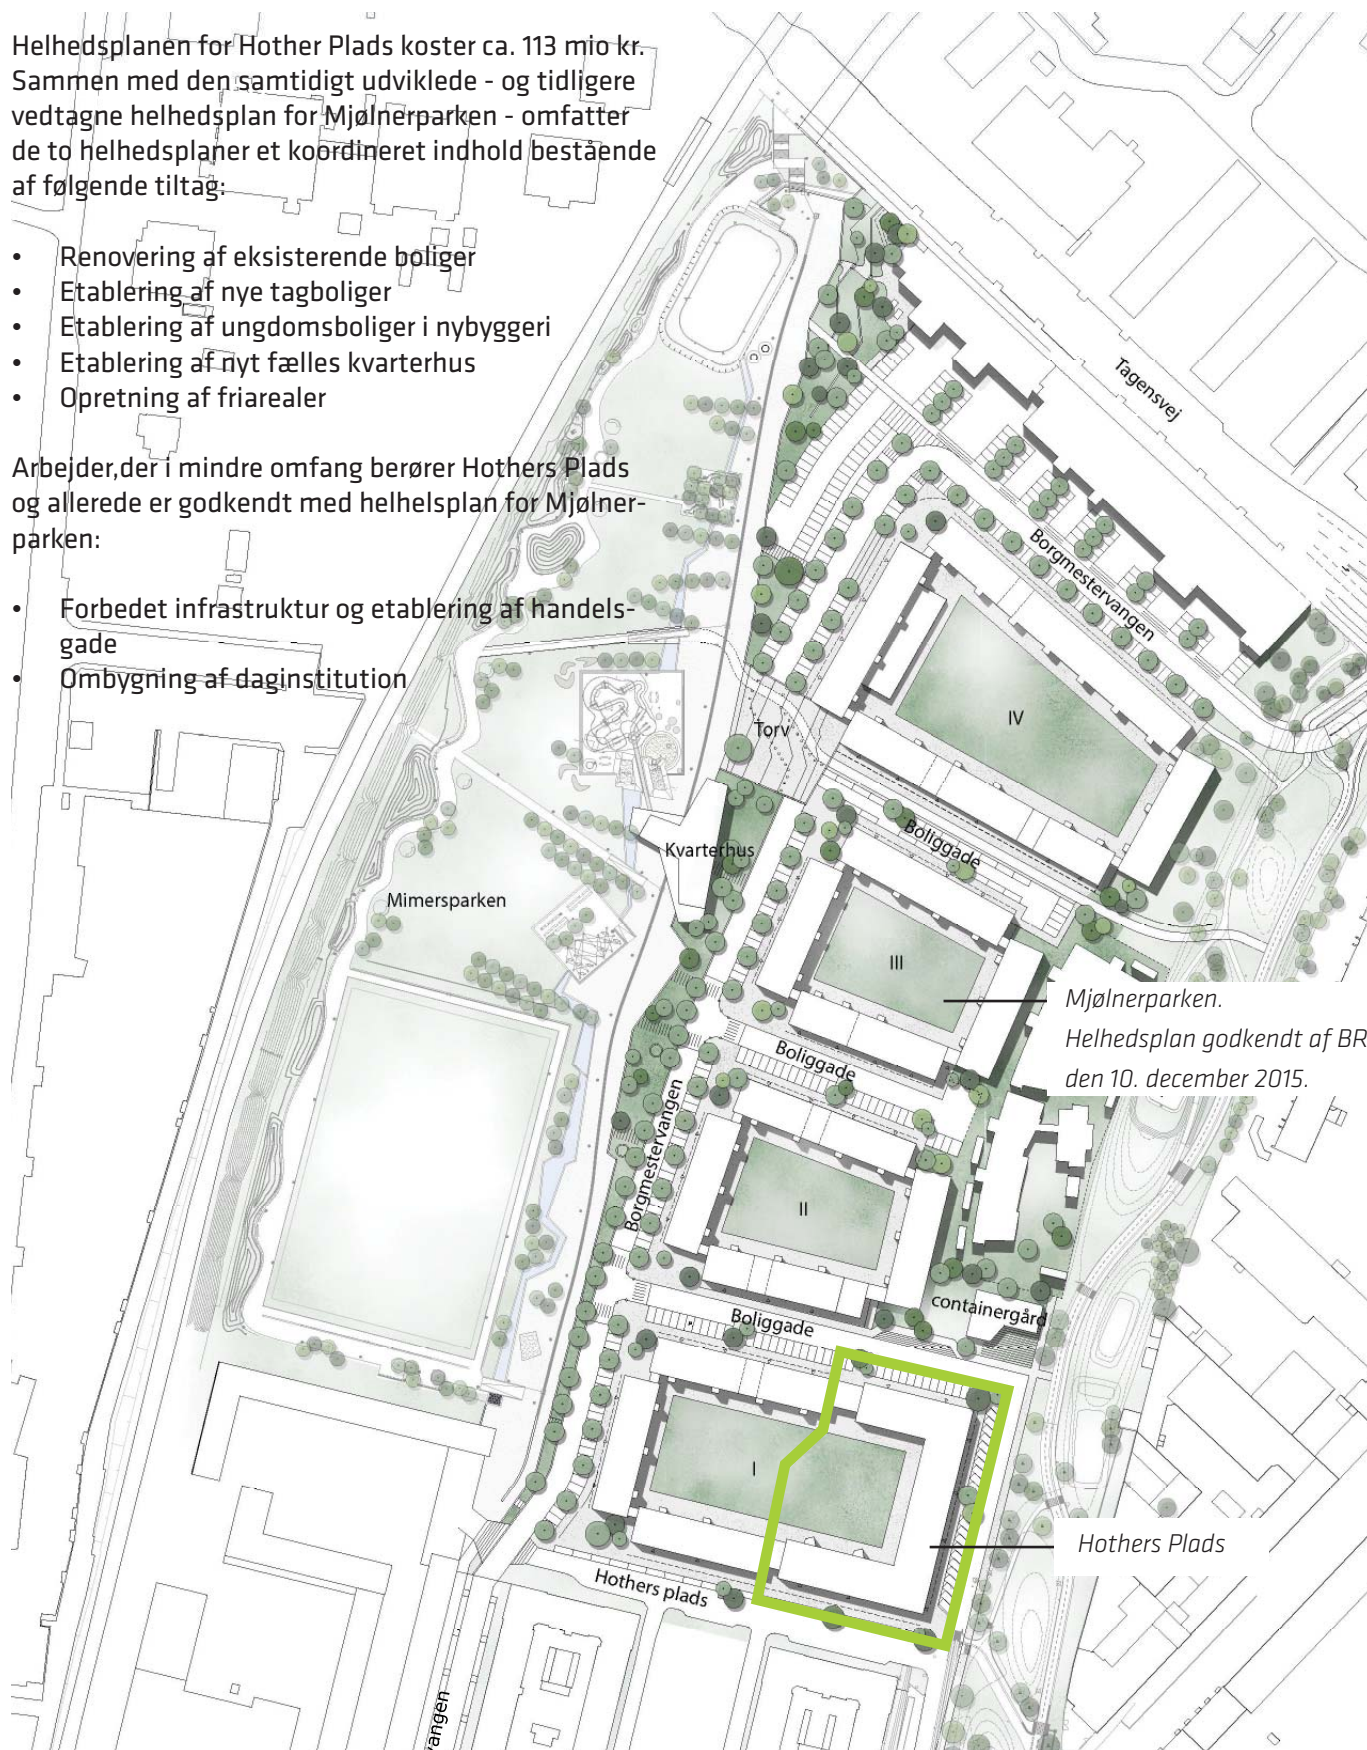 Helhedsplanen for Hother Plads koster ca. 113 mio kr.
Sammen med den samtidigt udviklede - og tidligere
vedtagne helhedsplan for Mjølnerparken - omfatter
de to helhedsplaner et koordineret indhold bestående
af følgende tiltag:
• Renovering af eksisterende boliger
• Etablering af nye tagboliger
• Etablering af ungdomsboliger i nybyggeri
• Etablering af nyt fælles kvarterhus
• Opretning af friarealer
Arbejder,der i mindre omfang berører Hothers Plads
og allerede er godkendt med helhelsplan for Mjølner-
parken:
• Forbedet infrastruktur og etablering af handels-
gade
• Ombygning af daginstitution
Tagensvej
Borgmestervangen
IV
Torv
Boliggade
Kvarterhus
Mimersparken
III
Mjølnerparken.
Helhedsplan godkendt af BR
den 10. december 2015.
Boliggade
Borgmestervangen
II
containergård
Boliggade
I
Hothers Plads
Hothers plads
vangen